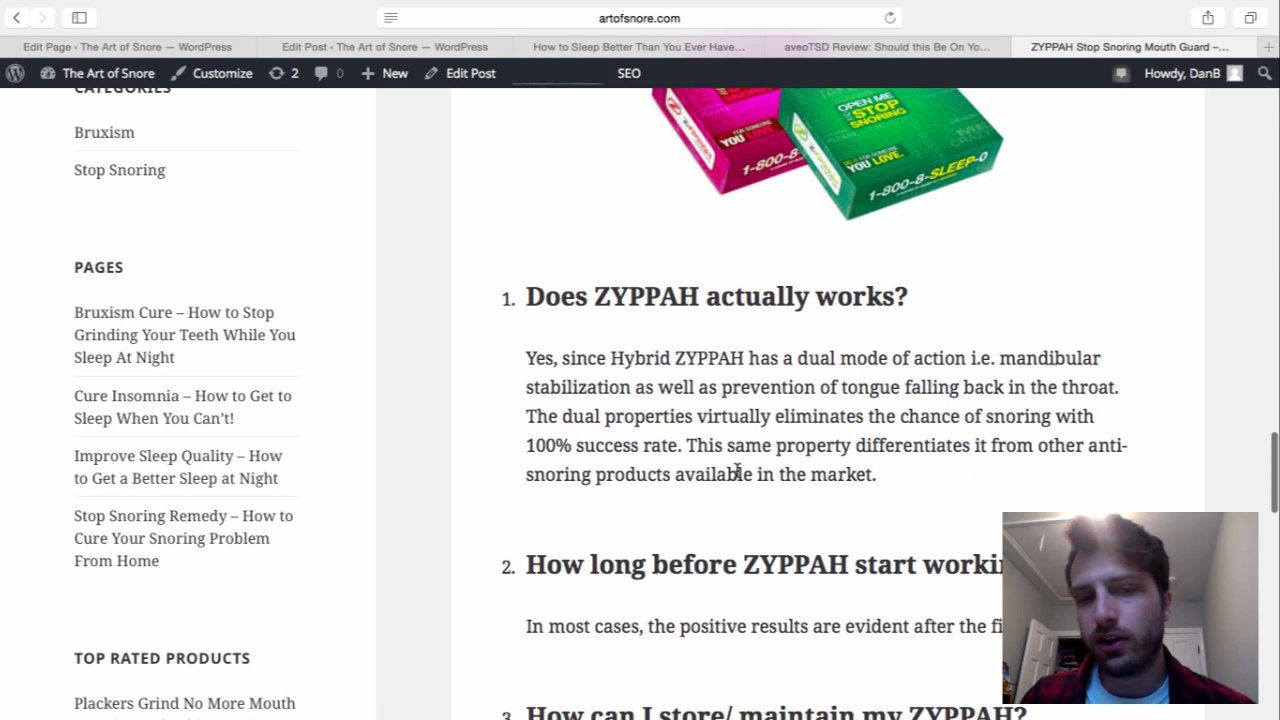 artofsnore.com
Edit Page ‹ The Art of Snore — WordPress
Edit Post ‹ The Art of Snore — WordPress
How to Sleep Better Than You Ever Have...
aveoTSD Review: Should this Be On Yo...
ZYPPAH Stop Snoring Mouth Guard –...
The Art of Snore
Customize
2
0
New
Edit Post
SEO
Howdy, DanB
CATEGORIES
Bruxism
Stop Snoring
PAGES
Bruxism Cure – How to Stop
Grinding Your Teeth While You
Sleep At Night
Cure Insomnia – How to Get to
Sleep When You Can't!
Improve Sleep Quality – How
to Get a Better Sleep at Night
Stop Snoring Remedy – How to
Cure Your Snoring Problem
From Home
TOP RATED PRODUCTS
Plackers Grind No More Mouth
FOR SOMEONE
YOU LOVE.
1-800-8-
OPEN ME
STOP
SNORING
YOU LOVE.
1-800-8-SLEEP-0
1. Does ZYPPAH actually works?
Yes, since Hybrid ZYPPAH has a dual mode of action i.e. mandibular
stabilization as well as prevention of tongue falling back in the throat.
The dual properties virtually eliminates the chance of snoring with
100% success rate. This same property differentiates it from other anti-
snoring products available in the market.
2. How long before ZYPPAH start workin
In most cases, the positive results are evident after the fi
3. How can I store/ maintain my ZYPPAH?